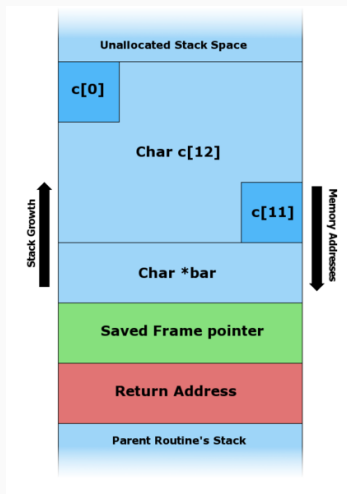 Unallocated Stack Space
c[0]
Char c[12]
c[11]
Stack Growth
Memory Addresses
Char *bar
Saved Frame pointer
Return Address
Parent Routine's Stack